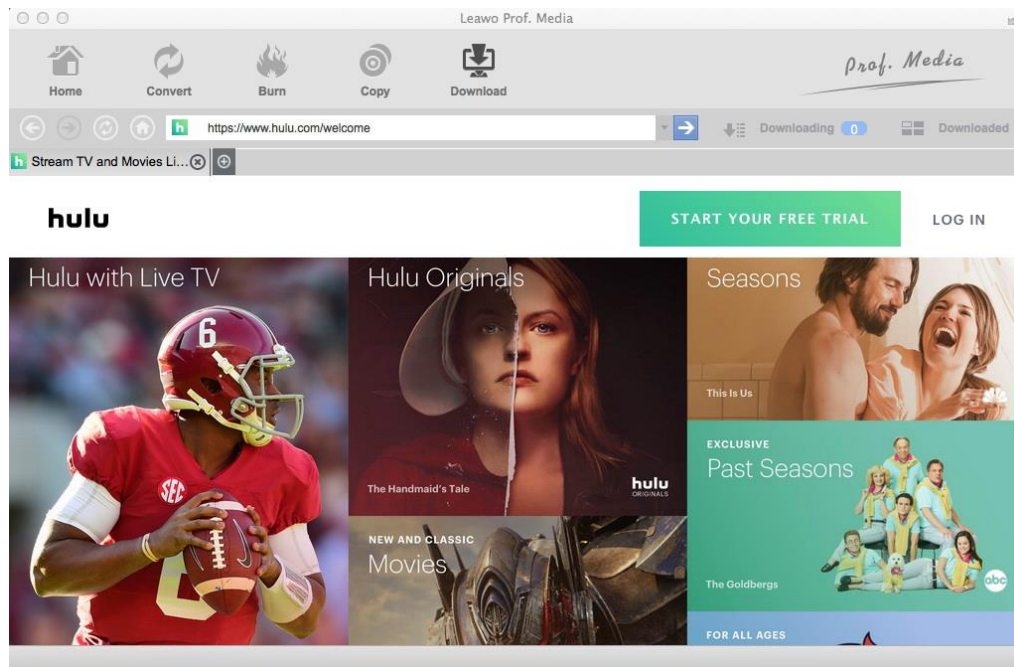 Leawo Prof. Media
Home
Convert
Burn
Copy
Download
Prof. Media
https://www.hulu.com/welcome
Downloading 0
Downloaded
h Stream TV and Movies Li...
hulu
START YOUR FREE TRIAL
LOG IN
Hulu with Live TV
6
SEC
6
Hulu Originals
The Handmaid's Tale
hulu
ORIGINALS
NEW AND CLASSIC
Movies
Seasons
This Is Us
EXCLUSIVE
Past Seasons
The Goldbergs
abc
FOR ALL AGES